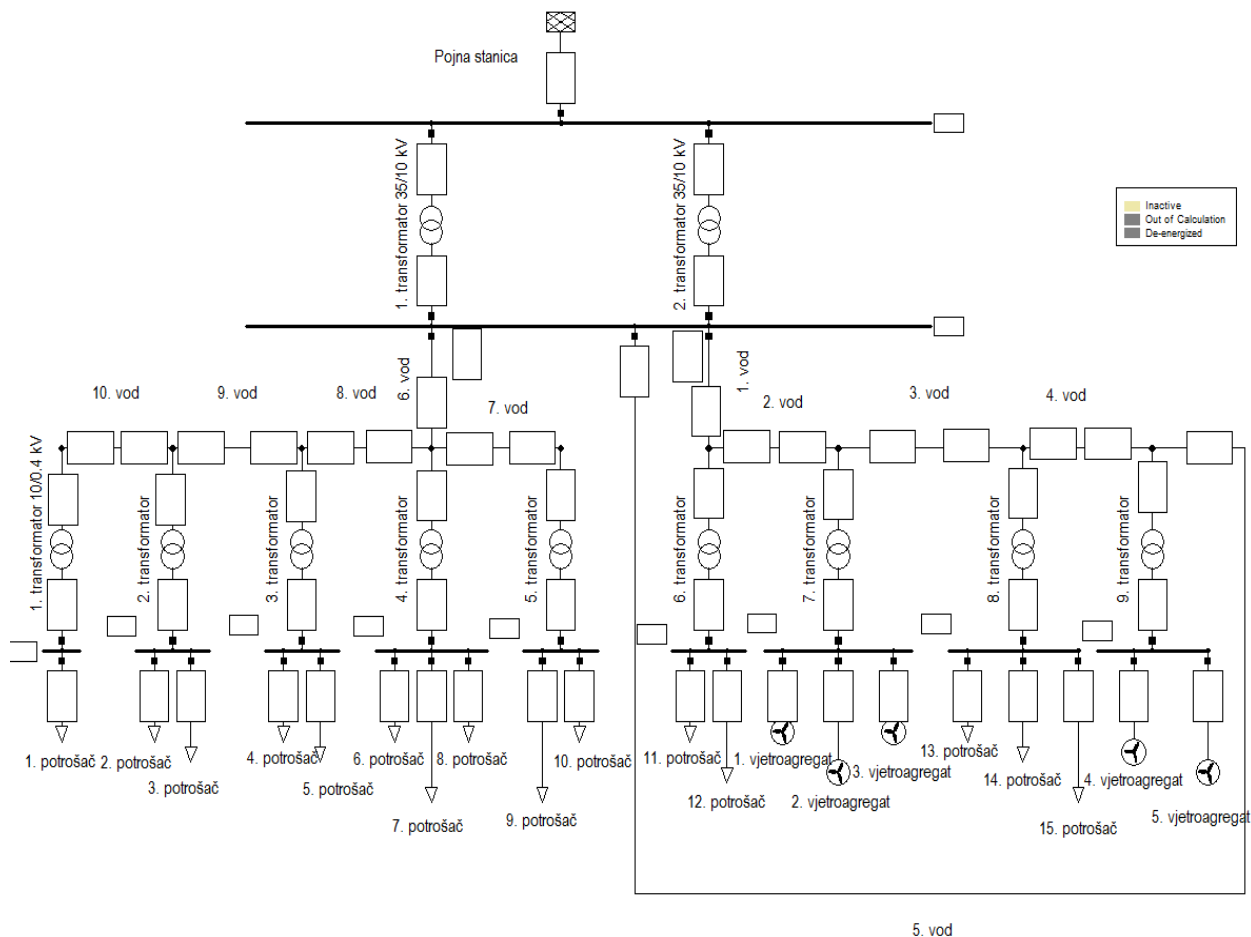 Pojna stanica
1. transformator 35/10 kV
2. transformator 35/10 kV
Inactive
Out of Calculation
De-energized
10. vod
9. vod
8. vod
6. vod
7. vod
1. vod
2. vod
3. vod
4. vod
1. transformator 10/0.4 kV
2. transformator
3. transformator
4. transformator
5. transformator
6. transformator
7. transformator
8. transformator
9. transformator
1. potrošač
2. potrošač
3. potrošač
4. potrošač
5. potrošač
6. potrošač
7. potrošač
8. potrošač
9. potrošač
10. potrošač
11. potrošač
12. potrošač
1. vjetroagregat
2. vjetroagregat
3. vjetroagregat
13. potrošač
14. potrošač
15. potrošač
4. vjetroagregat
5. vjetroagregat
5. vod